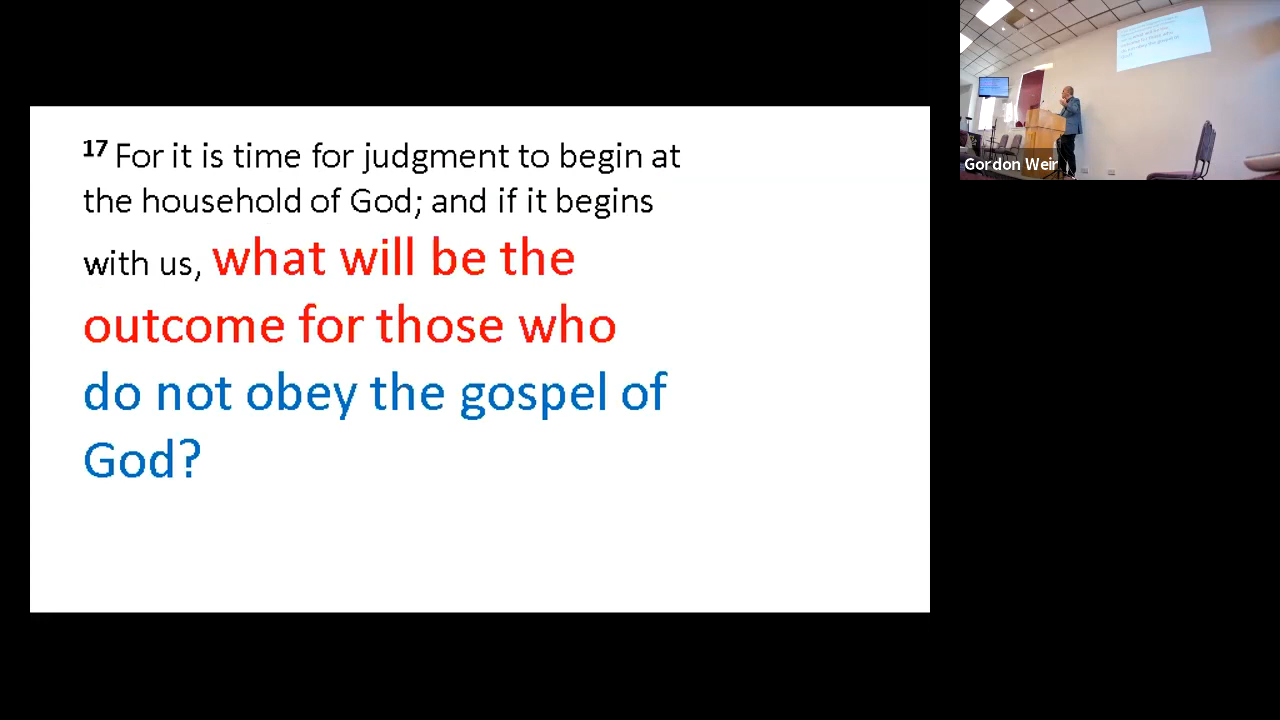 17 For it is time for judgment to begin at
the household of God; and if it begins
with us, what will be the
outcome for those who
do not obey the gospel of
God?
Gordon Weir